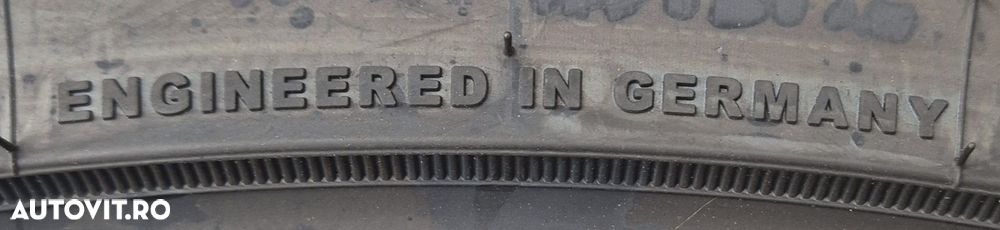 ENGINEERED IN GERMANY
AUTOVIT.RO